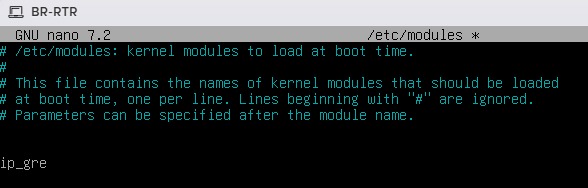 BR-RTR
GNU nano 7.2 /etc/modules *
# /etc/modules: kernel modules to load at boot time.
#
# This file contains the names of kernel modules that should be loaded
# at boot time, one per line. Lines beginning with "#" are ignored.
# Parameters can be specified after the module name.
ip_gre